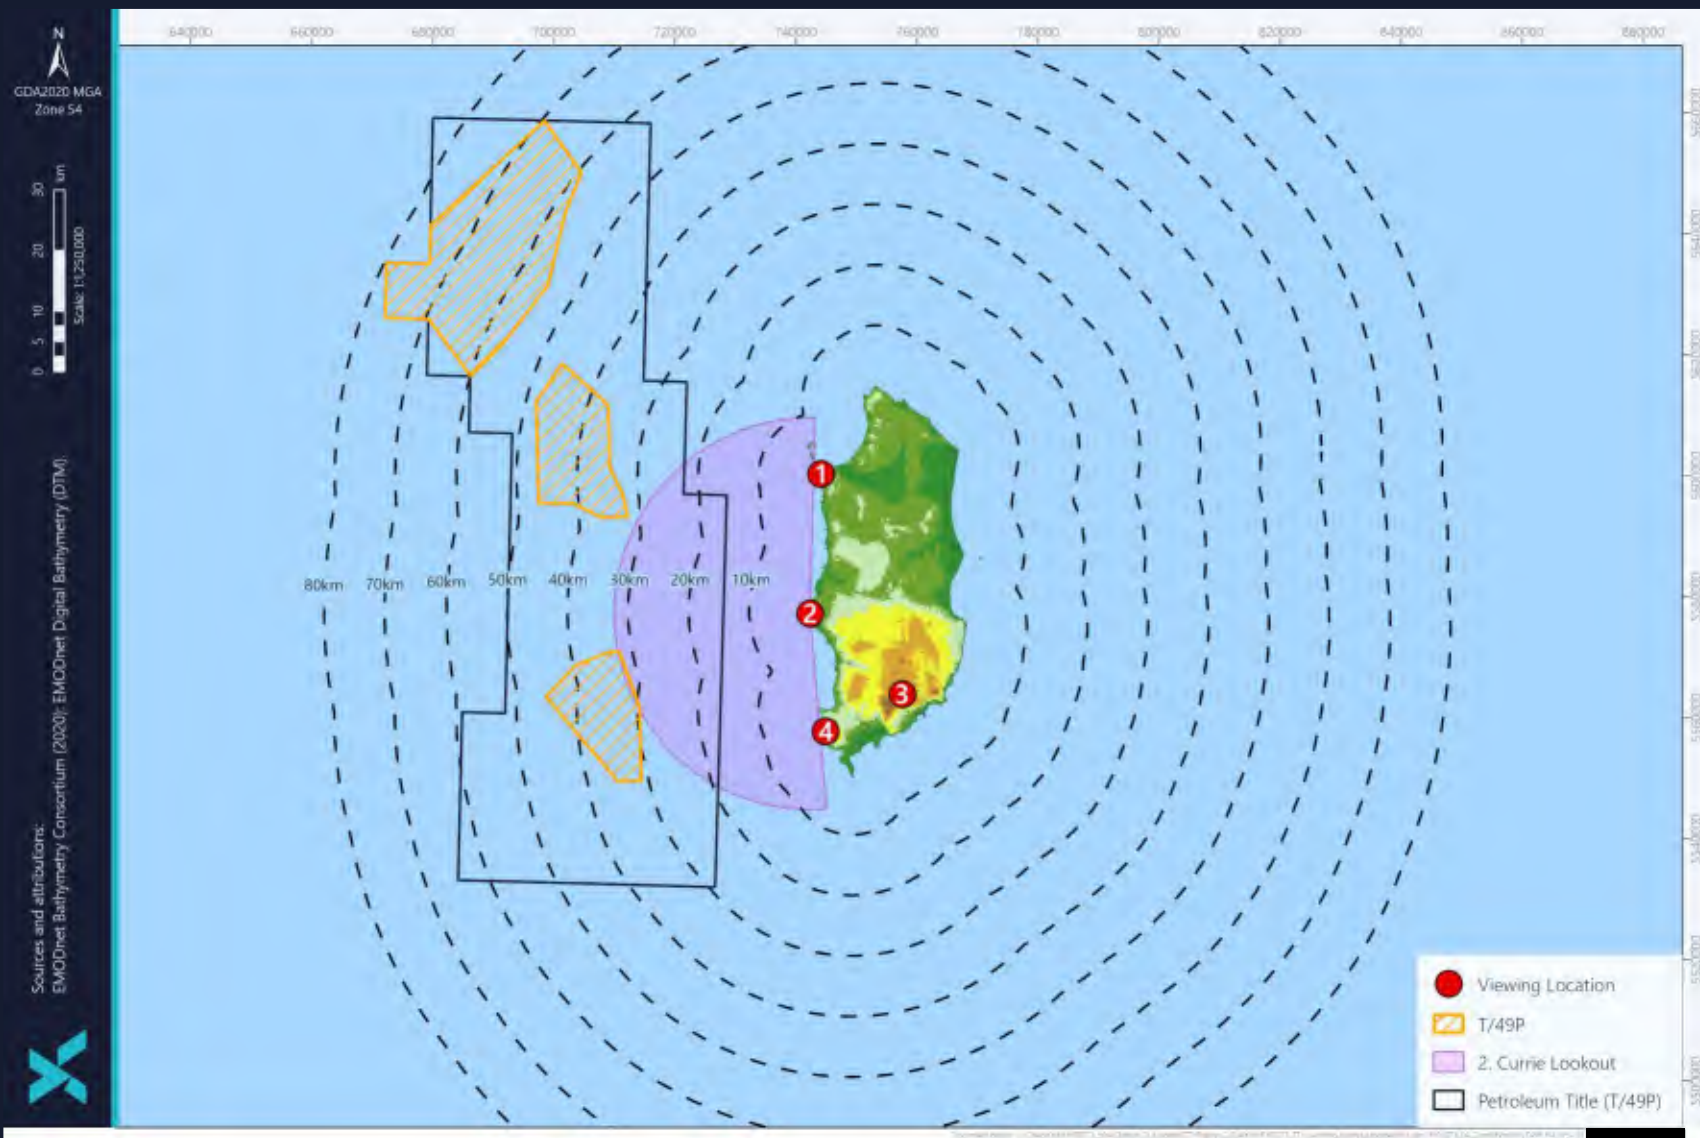 N
GDA2020 MGA
Zone 54
640000 660000 680000 700000 720000 740000 760000 780000 800000 820000 840000 860000 880000
km
0 5 10 20 30
Scale: 1:1,250,000
1
80km 70km 60km 50km 40km 30km 20km 10km
2
3
4
Sources and attributions:
EMODnet Bathymetry Consortium (2020): EMODnet Digital Bathymetry (DTM).
Viewing Location
T/49P
2. Currie Lookout
Petroleum Title (T/49P)